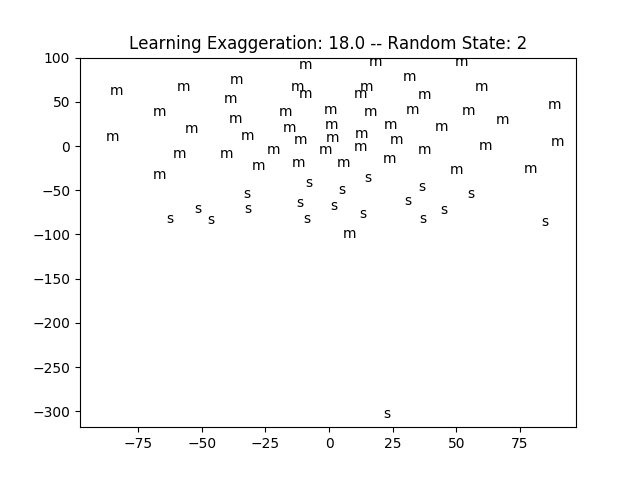 Learning Exaggeration: 18.0 -- Random State: 2
100
m m m
m m
m m m m m
m m m m
m m m m m m
m m m m
m m m m m
50
0
m m m m m m
m m m m m m
m m m m m m
m m m m
−50
s m s
s s s s
s s s s s s
s s s s s
−100
m
−150
−200
−250
−300
s
−75 −50 −25 0 25 50 75